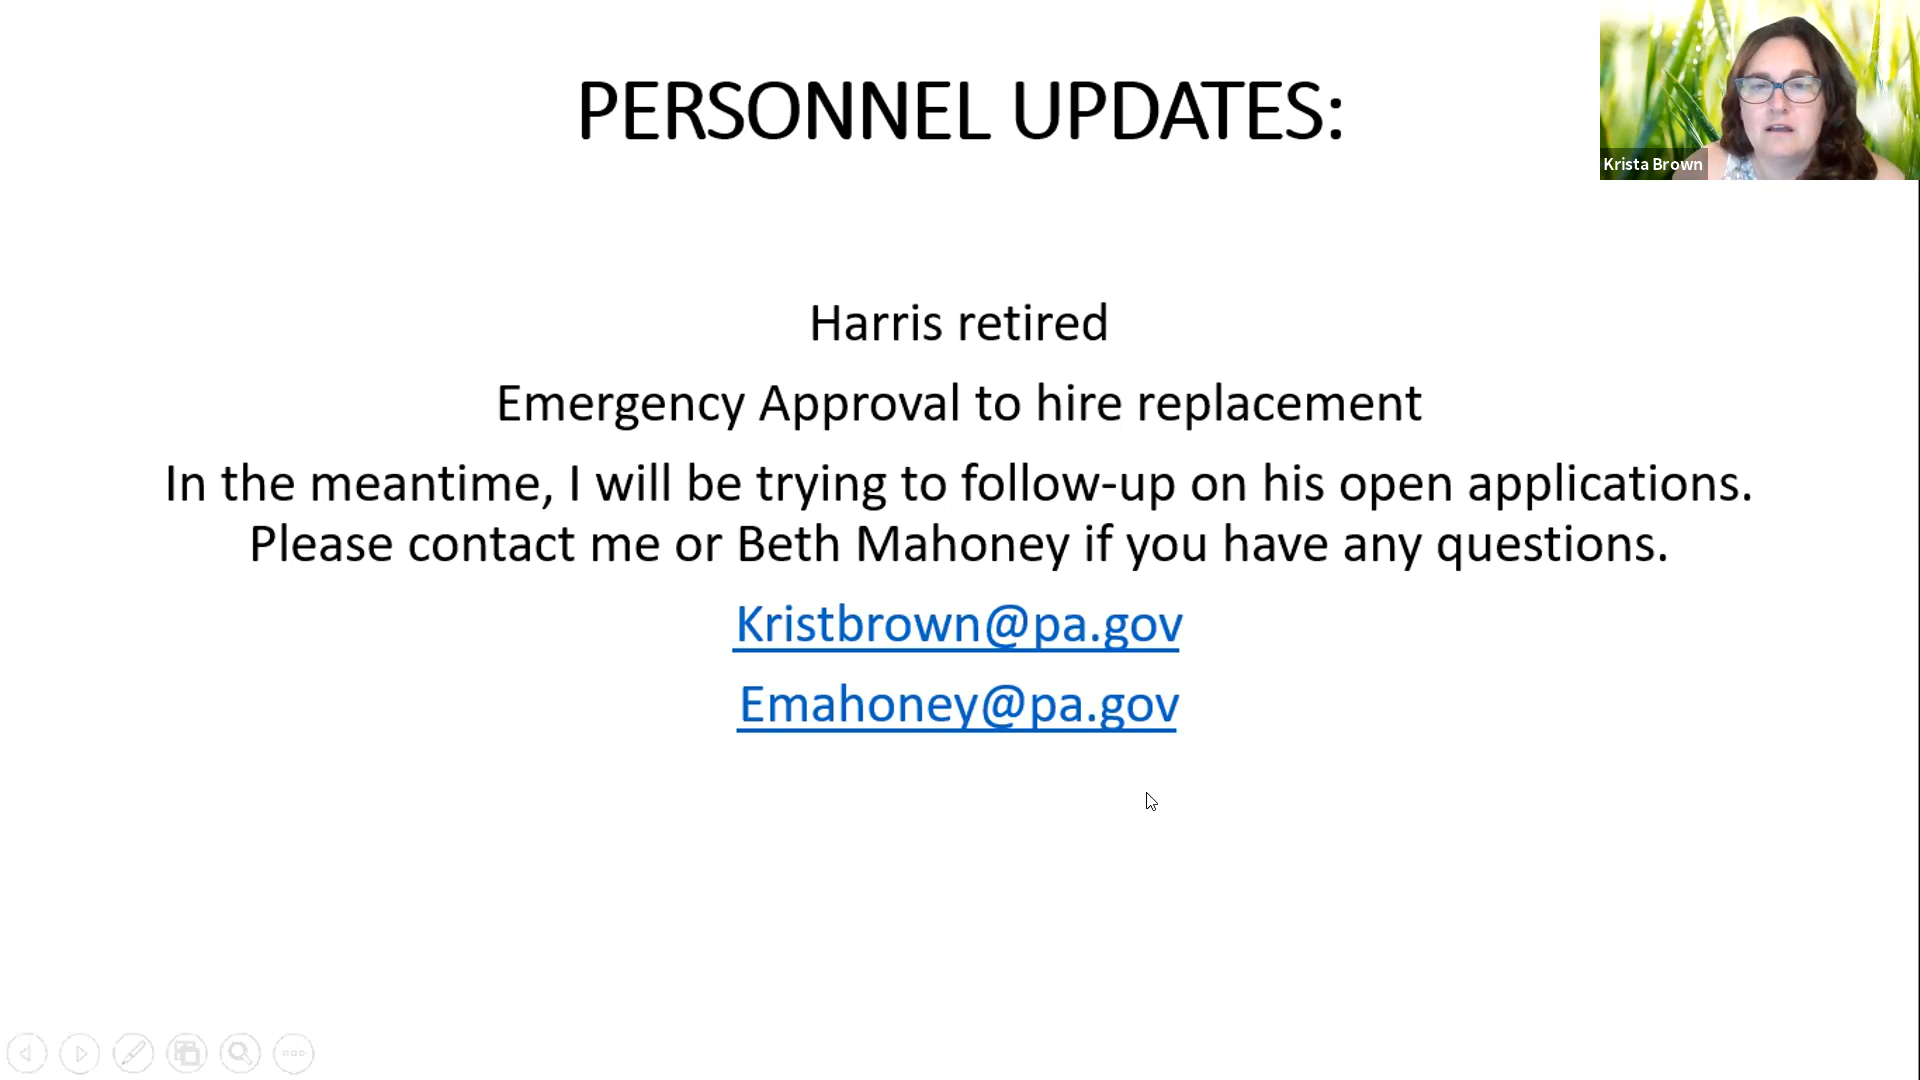 PERSONNEL UPDATES:
Krista Brown
Harris retired
Emergency Approval to hire replacement
In the meantime, I will be trying to follow-up on his open applications.
Please contact me or Beth Mahoney if you have any questions.
Kristbrown@pa.gov
Emahoney@pa.gov